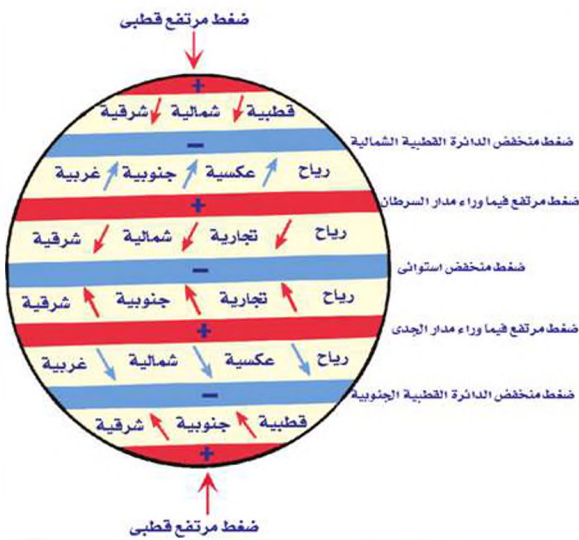 ضغط مرتفع قطبى
+
قطبية شمالية شرقية
ضغط منخفض الدائرة القطبية الشمالية
-
رياح عكسية جنوبية غربية
ضغط مرتفع فيما وراء مدار السرطان
+
رياح تجارية شمالية شرقية
ضغط منخفض استوائى
-
رياح تجارية جنوبية شرقية
ضغط مرتفع فيما وراء مدار الجدى
+
رياح عكسية شمالية غربية
ضغط منخفض الدائرة القطبية الجنوبية
-
قطبية جنوبية شرقية
+
ضغط مرتفع قطبى